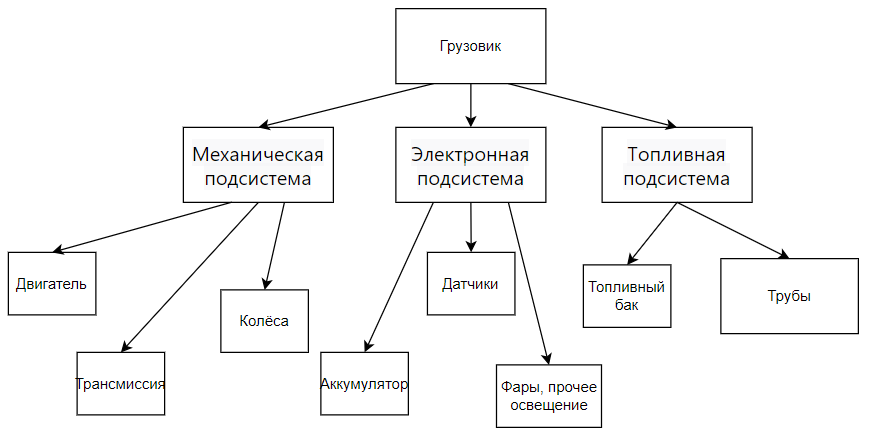 Грузовик
Механическая
подсистема
Электронная
подсистема
Топливная
подсистема
Двигатель
Датчики
Топливный
бак
Трубы
Колёса
Трансмиссия
Аккумулятор
Фары, прочее
освещение